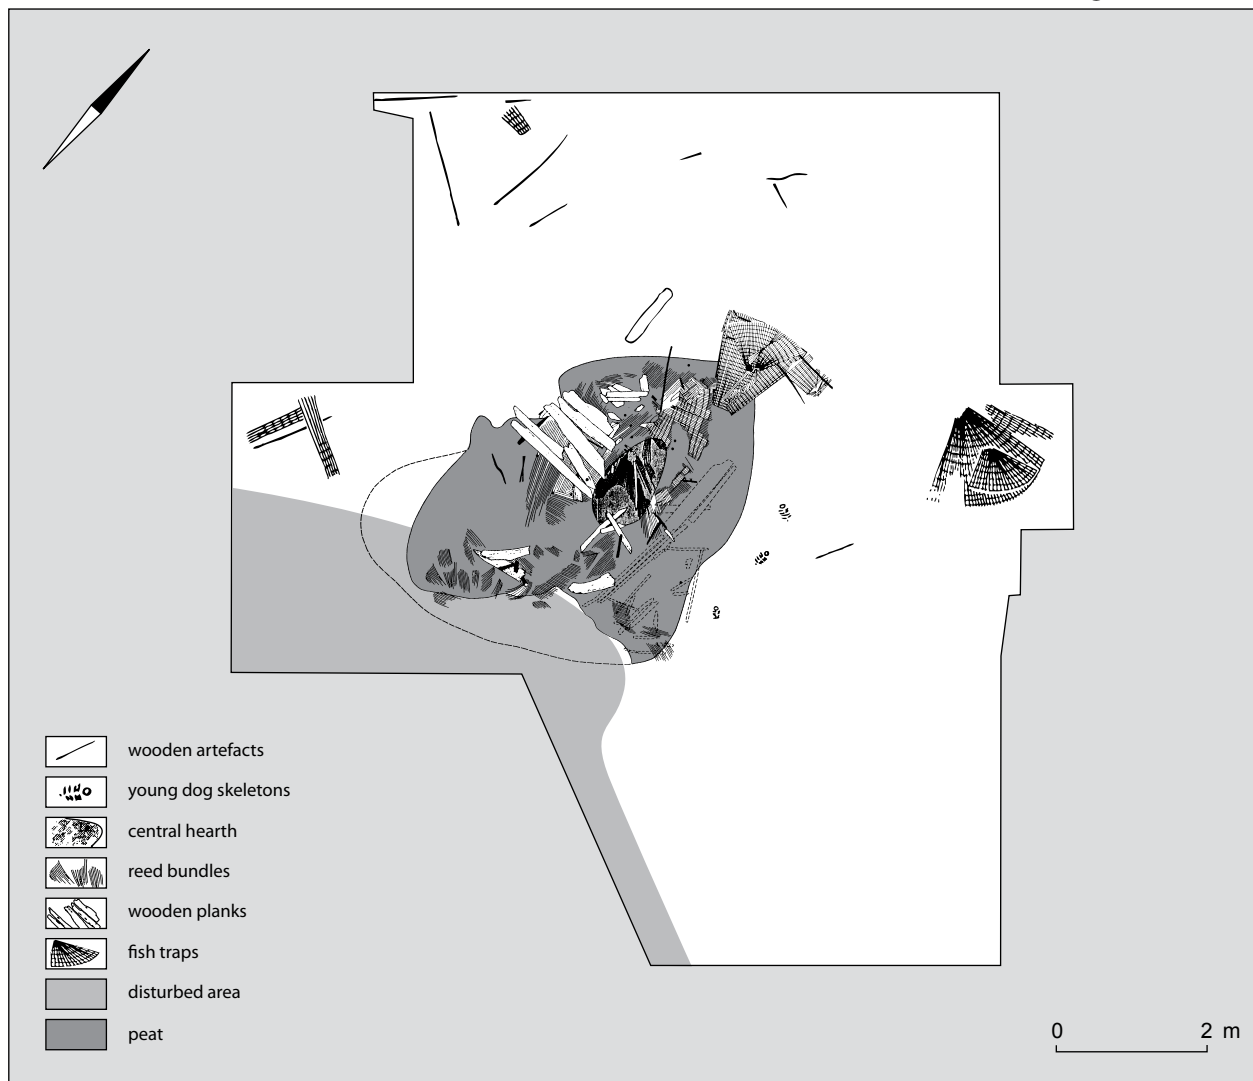 wooden artefacts
young dog skeletons
central hearth
reed bundles
wooden planks
fish traps
disturbed area
peat
0 2 m